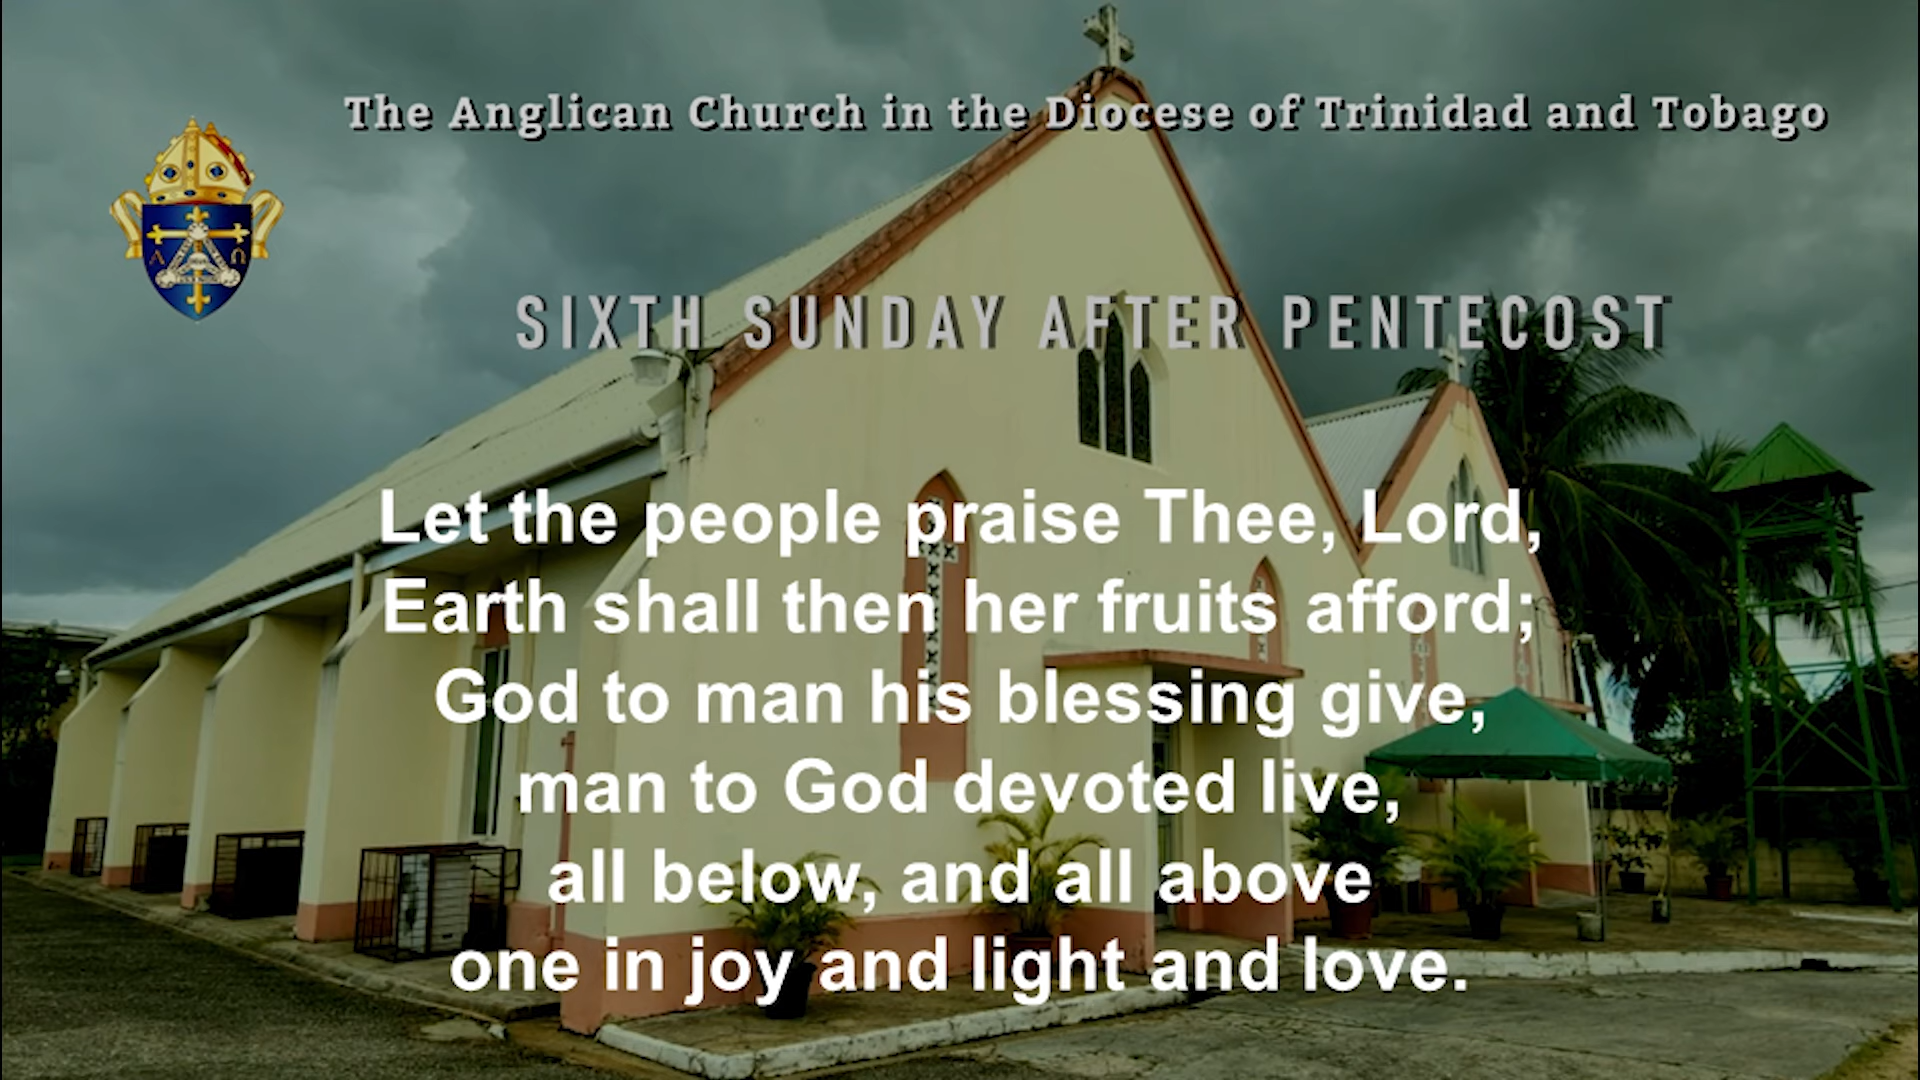 The Anglican Church in the Diocese of Trinidad and Tobago
SIXTH SUNDAY AFTER PENTECOST
Let the people praise Thee, Lord,
Earth shall then her fruits afford;
God to man his blessing give,
man to God devoted live,
all below, and all above
one in joy and light and love.